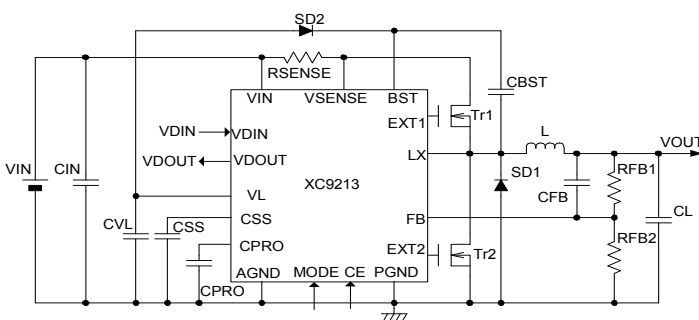 SD2
RSENSE
CBST
VIN VSENSE BST
EXT1 Tr1
VDIN VDIN
L VOUT
VDOUT VDOUT
LX
VIN CIN
XC9213
SD1 RFB1
CFB
VL
CL
CVL CSS CSS
FB
RFB2
CPRO
EXT2 Tr2
AGND MODE CE PGND
CPRO